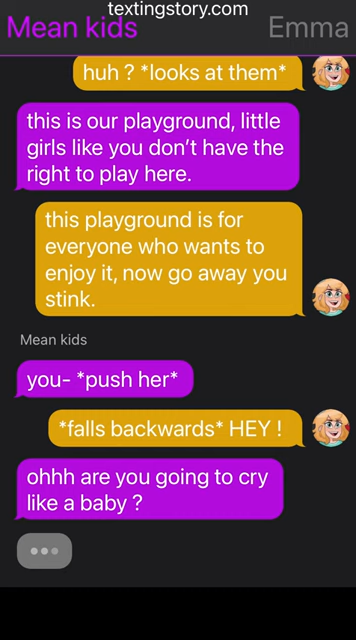 textingstory.com
Mean kids Emma
huh ? *looks at them*
this is our playground, little
girls like you don’t have the
right to play here.
this playground is for
everyone who wants to
enjoy it, now go away you
stink.
Mean kids
you- *push her*
*falls backwards* HEY !
ohhh are you going to cry
like a baby ?